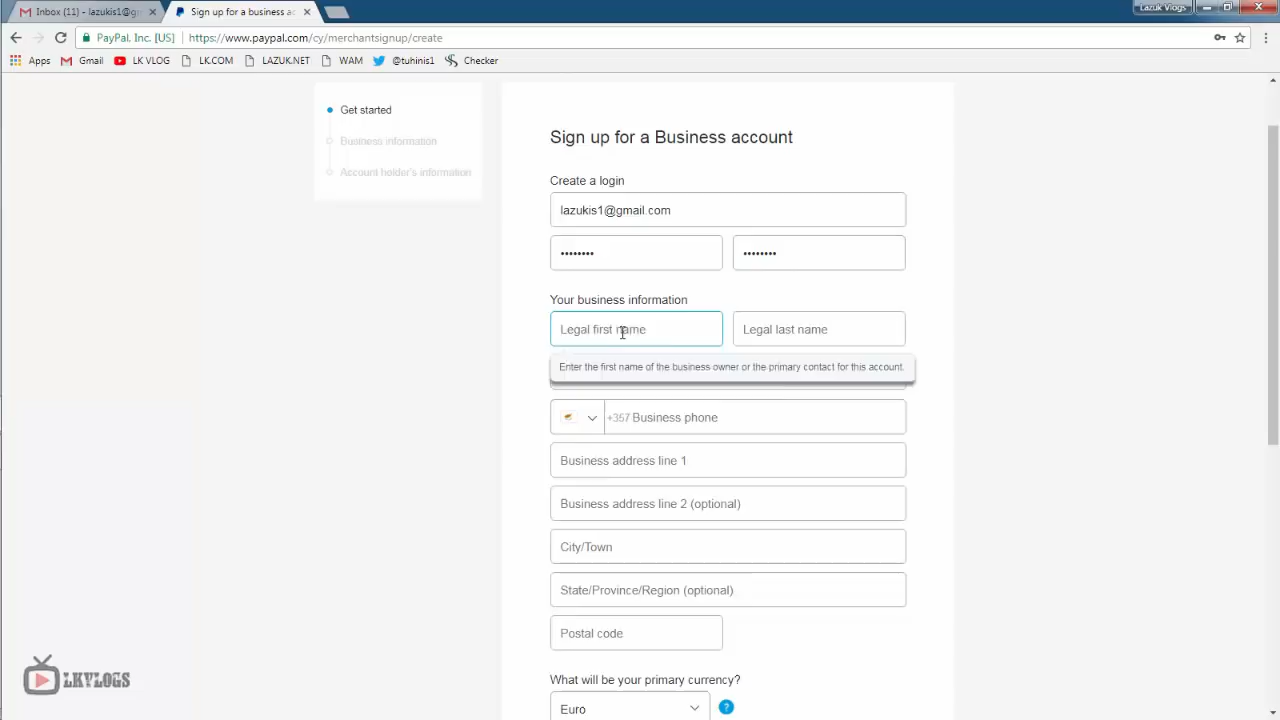 Inbox (11) - lazukis1@gm
Sign up for a business ac
Lazuk Vlogs
PayPal, Inc. [US]
https://www.paypal.com/cy/merchantsignup/create
Apps Gmail LK VLOG LK.COM LAZUK.NET WAM @tuhinis1 Checker
Get started
Business information
Account holder's information
Sign up for a Business account
Create a login
lazukis1@gmail.com
•••••••• ••••••••
Your business information
Legal first name Legal last name
Enter the first name of the business owner or the primary contact for this account.
+357 Business phone
Business address line 1
Business address line 2 (optional)
City/Town
State/Province/Region (optional)
Postal code
What will be your primary currency?
Euro ?
LKVLOGS